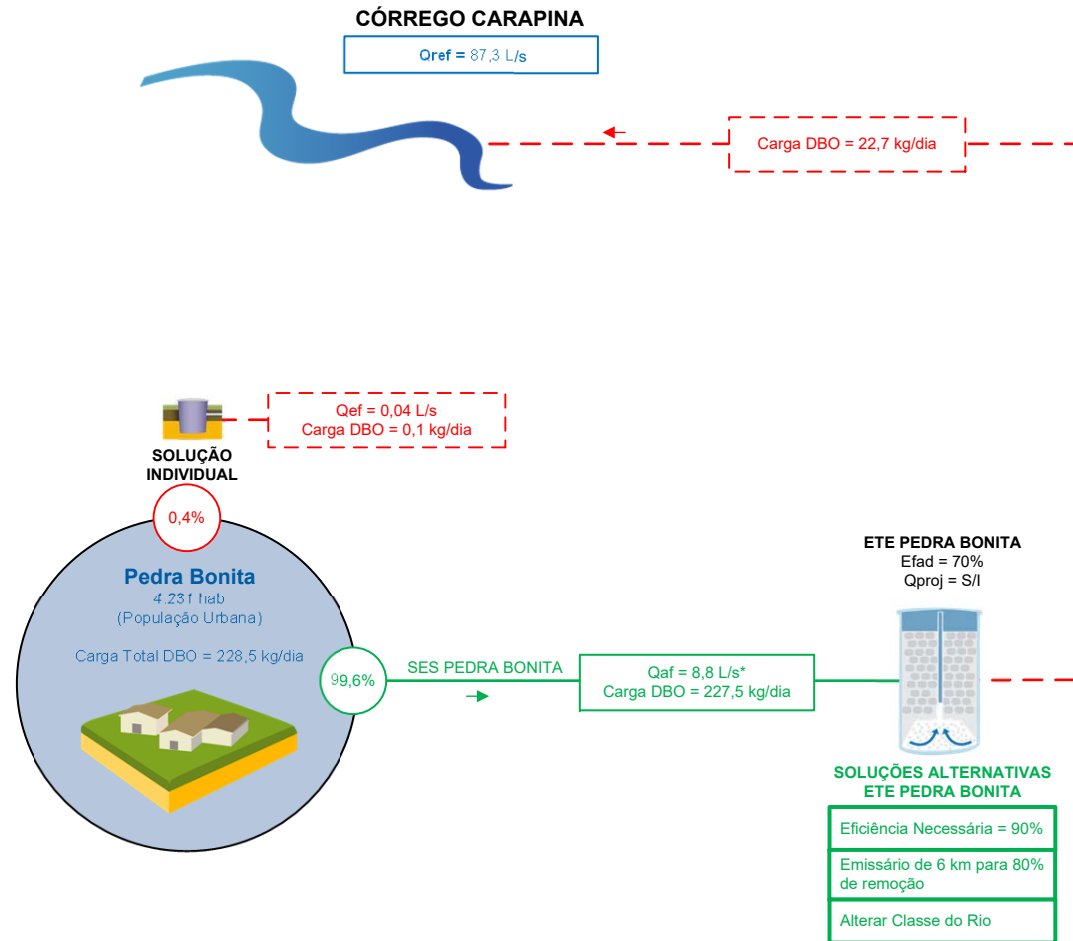 CÓRREGO CARAPINA
Qref = 87,3 L/s
Carga DBO = 22,7 kg/dia
Qef = 0,04 L/s
Carga DBO = 0,1 kg/dia
SOLUÇÃO
INDIVIDUAL
0,4%
Pedra Bonita
4.231 hab
(População Urbana)
Carga Total DBO = 228,5 kg/dia
99,6%
SES PEDRA BONITA
Qaf = 8,8 L/s*
Carga DBO = 227,5 kg/dia
ETE PEDRA BONITA
Efad = 70%
Qproj = S/I
SOLUÇÕES ALTERNATIVAS
ETE PEDRA BONITA
Eficiência Necessária = 90%
Emissário de 6 km para 80%
de remoção
Alterar Classe do Rio